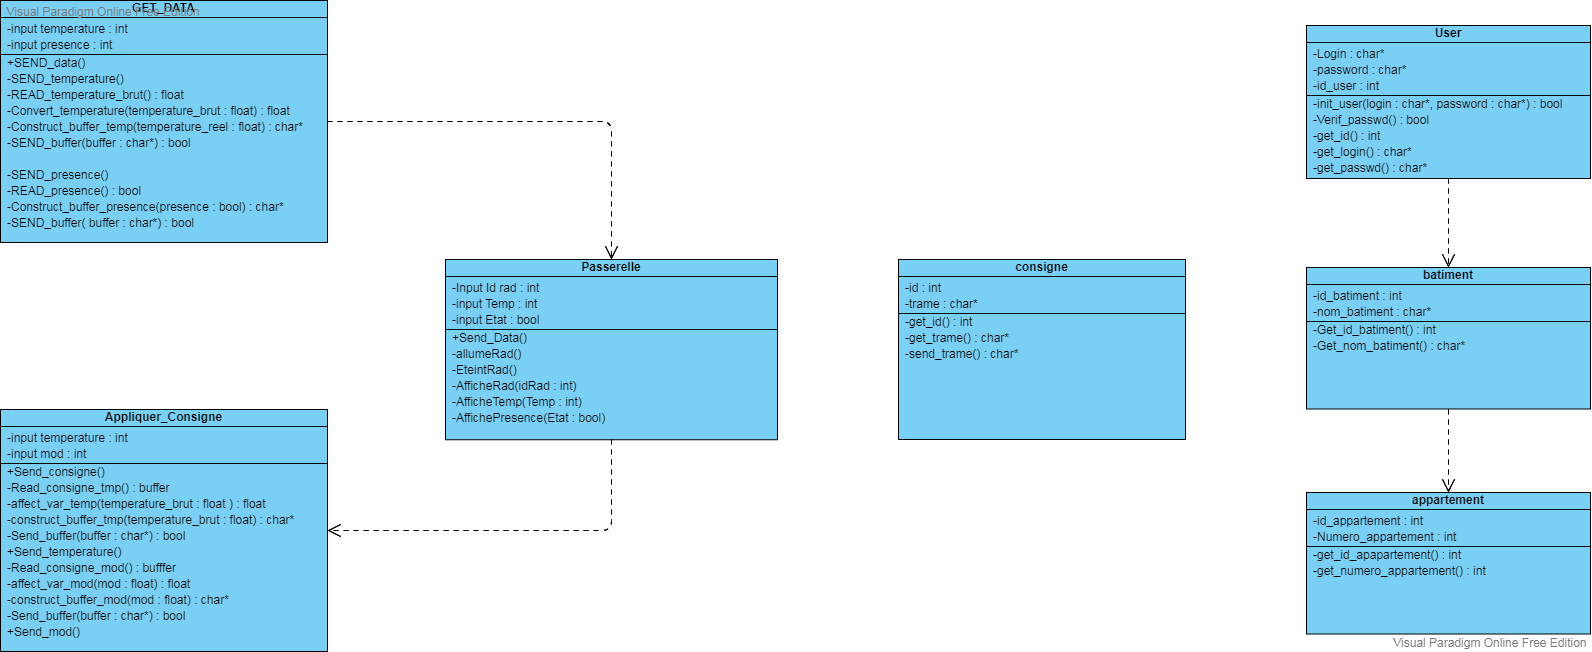 Visual Paradigm Online Free Edition
GET_DATA
-input temperature : int
-input presence : int
+SEND_data()
-SEND_temperature()
-READ_temperature_brut() : float
-Convert_temperature(temperature_brut : float) : float
-Construct_buffer_temp(temperature_reel : float) : char*
-SEND_buffer(buffer : char*) : bool
-SEND_presence()
-READ_presence() : bool
-Construct_buffer_presence(presence : bool) : char*
-SEND_buffer( buffer : char*) : bool
Passerelle
-Input Id rad : int
-input Temp : int
-input Etat : bool
+Send_Data()
-allumeRad()
-EteintRad()
-AfficheRad(idRad : int)
-AfficheTemp(Temp : int)
-AffichePresence(Etat : bool)
Appliquer_Consigne
-input temperature : int
-input mod : int
+Send_consigne()
-Read_consigne_tmp() : buffer
-affect_var_temp(temperature_brut : float ) : float
-construct_buffer_tmp(temperature_brut : float) : char*
-Send_buffer(buffer : char*) : bool
+Send_temperature()
-Read_consigne_mod() : bufffer
-affect_var_mod(mod : float) : float
-construct_buffer_mod(mod : float) : char*
-Send_buffer(buffer : char*) : bool
+Send_mod()
consigne
-id : int
-trame : char*
-get_id() : int
-get_trame() : char*
-send_trame() : char*
User
-Login : char*
-password : char*
-id_user : int
-init_user(login : char*, password : char*) : bool
-Verif_passwd() : bool
-get_id() : int
-get_login() : char*
-get_passwd() : char*
batiment
-id_batiment : int
-nom_batiment : char*
-Get_id_batiment() : int
-Get_nom_batiment() : char*
appartement
-id_appartement : int
-Numero_appartement : int
-get_id_apapartement() : int
-get_numero_appartement() : int
Visual Paradigm Online Free Edition